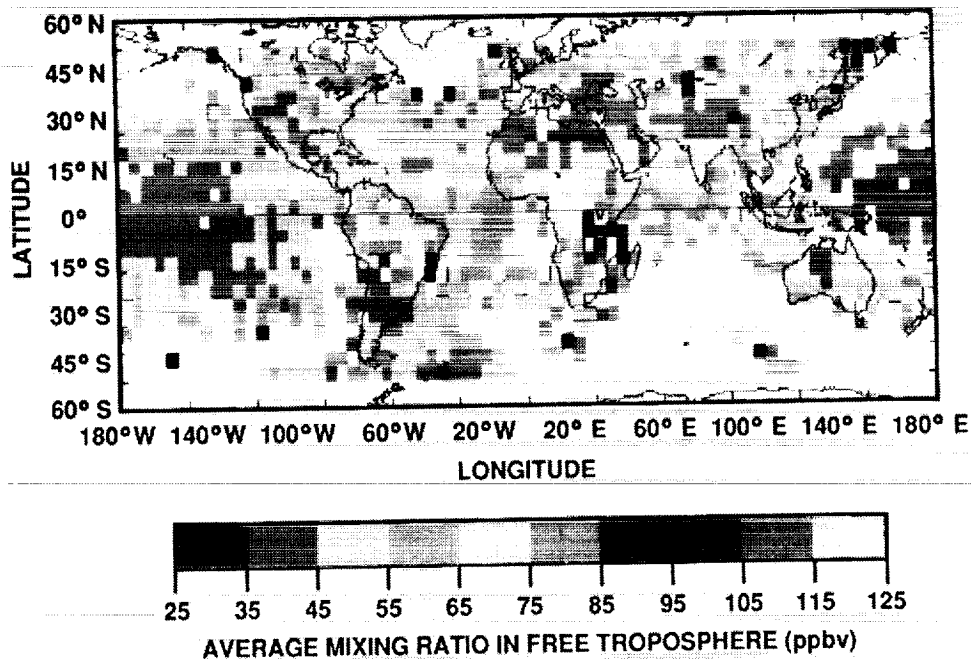 60° N
45° N
30° N
15° N
0°
15° S
30° S
45° S
60° S
LATITUDE
180° W 140° W 100° W 60° W 20° W 20° E 60° E 100° E 140° E 180° E
LONGITUDE
25 35 45 55 65 75 85 95 105 115 125
AVERAGE MIXING RATIO IN FREE TROPOSPHERE (ppbv)